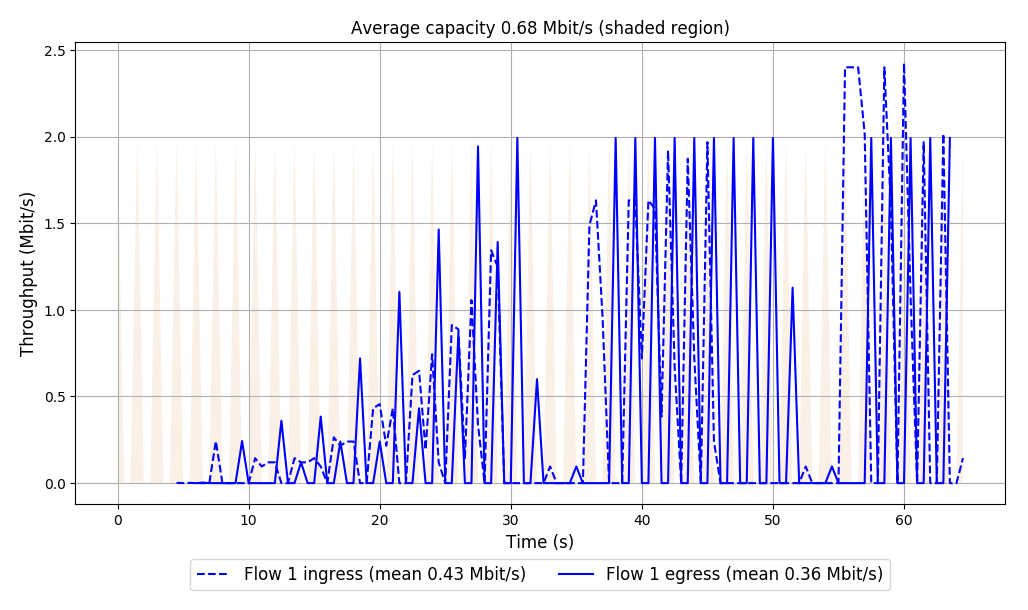 Average capacity 0.68 Mbit/s (shaded region)
2.5
2.0
1.5
1.0
0.5
0.0
Throughput (Mbit/s)
0 10 20 30 40 50 60
Time (s)
Flow 1 ingress (mean 0.43 Mbit/s) Flow 1 egress (mean 0.36 Mbit/s)